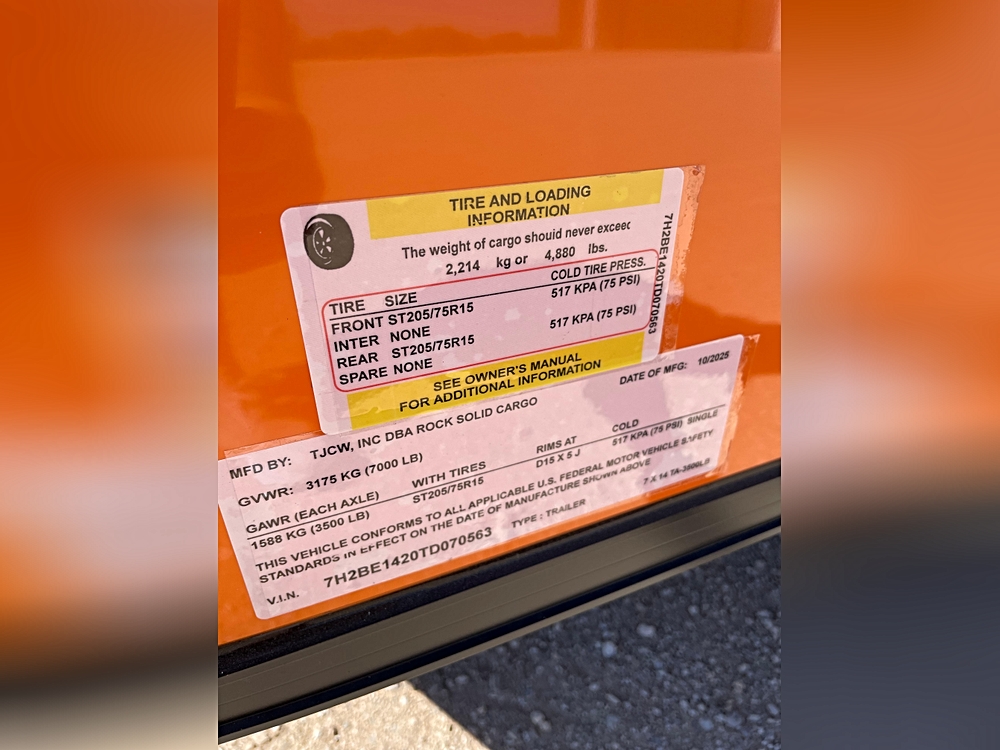 TIRE AND LOADING
INFORMATION
The weight of cargo should never exceed
2,214 kg or 4,880 lbs.
TIRE SIZE COLD TIRE PRESS.
FRONT ST205/75R15 517 KPA (75 PSI)
INTER NONE
REAR ST205/75R15 517 KPA (75 PSI)
SPARE NONE
SEE OWNER'S MANUAL
FOR ADDITIONAL INFORMATION
7H2BE1420TD070563
MFD BY: TJCW, INC DBA ROCK SOLID CARGO DATE OF MFG: 10/2025
GVWR: 3175 KG (7000 LB)
GAWR (EACH AXLE) WITH TIRES RIMS AT COLD SINGLE
1588 KG (3500 LB) ST205/75R15 D15 X 5 J 517 KPA (75 PSI)
THIS VEHICLE CONFORMS TO ALL APPLICABLE U.S. FEDERAL MOTOR VEHICLE SAFETY
STANDARDS IN EFFECT ON THE DATE OF MANUFACTURE SHOWN ABOVE
V.I.N. 7H2BE1420TD070563 TYPE : TRAILER 7 X 14 TA-3500LB